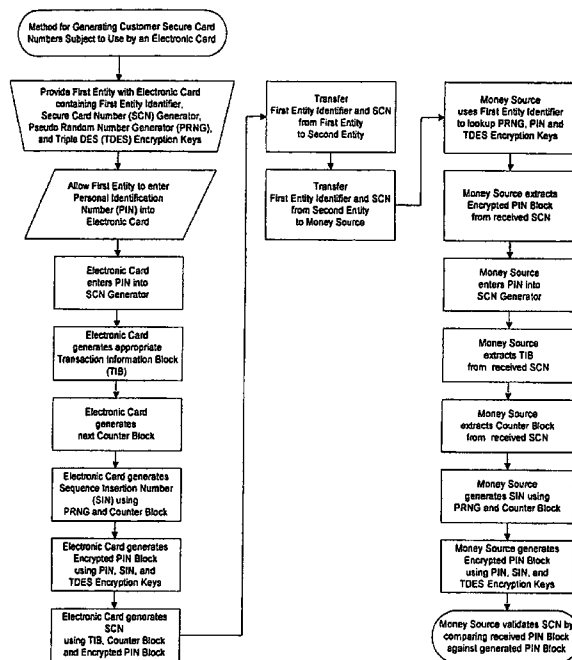 Method for Generating Customer Secure Card
Numbers Subject to Use by an Electronic Card
Provide First Entity with Electronic Card
containing First Entity Identifier,
Secure Card Number (SCN) Generator,
Pseudo Random Number Generator (PRNG),
and Triple DES (TDES) Encryption Keys
Allow First Entity to enter
Personal Identification
Number (PIN) into
Electronic Card
Electronic Card
enters PIN into
SCN Generator
Electronic Card
generates appropriate
Transaction Information Block
(TIB)
Electronic Card
generates
next Counter Block
Electronic Card generates
Sequence Insertion Number
(SIN) using
PRNG and Counter Block
Electronic Card generates
Encrypted PIN Block
using PIN, SIN, and
TDES Encryption Keys
Electronic Card generates
SCN
using TIB, Counter Block
and Encrypted PIN Block
Transfer
First Entity Identifier and SCN
from First Entity
to Second Entity
Transfer
First Entity Identifier and SCN
from Second Entity
to Money Source
Money Source
uses First Entity Identifier
to lookup PRNG, PIN and
TDES Encryption Keys
Money Source extracts
Encrypted PIN Block
from received SCN
Money Source
enters PIN into
SCN Generator
Money Source
extracts TIB
from received SCN
Money Source
extracts Counter Block
from received SCN
Money Source
generates SIN using
PRNG and Counter Block
Money Source generates
Encrypted PIN Block
using PIN, SIN, and
TDES Encryption Keys
Money Source validates SCN by
comparing received PIN Block
against generated PIN Block